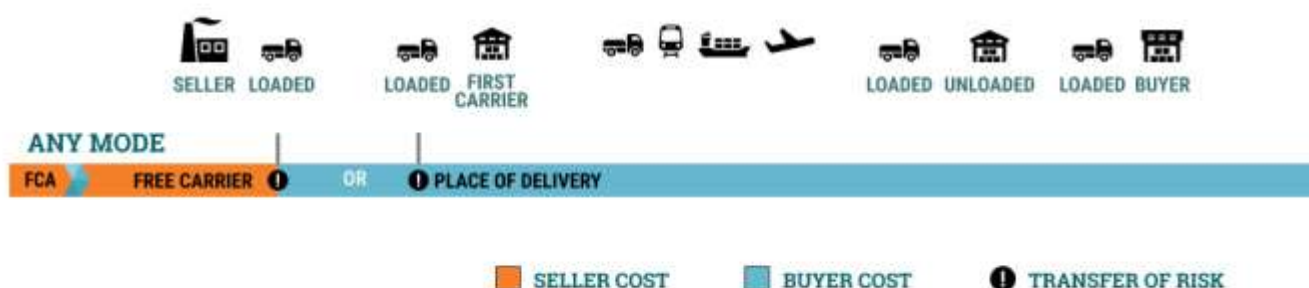 SELLER LOADED LOADED FIRST CARRIER LOADED UNLOADED LOADED BUYER
ANY MODE
FCA FREE CARRIER ! OR ! PLACE OF DELIVERY
SELLER COST BUYER COST ! TRANSFER OF RISK